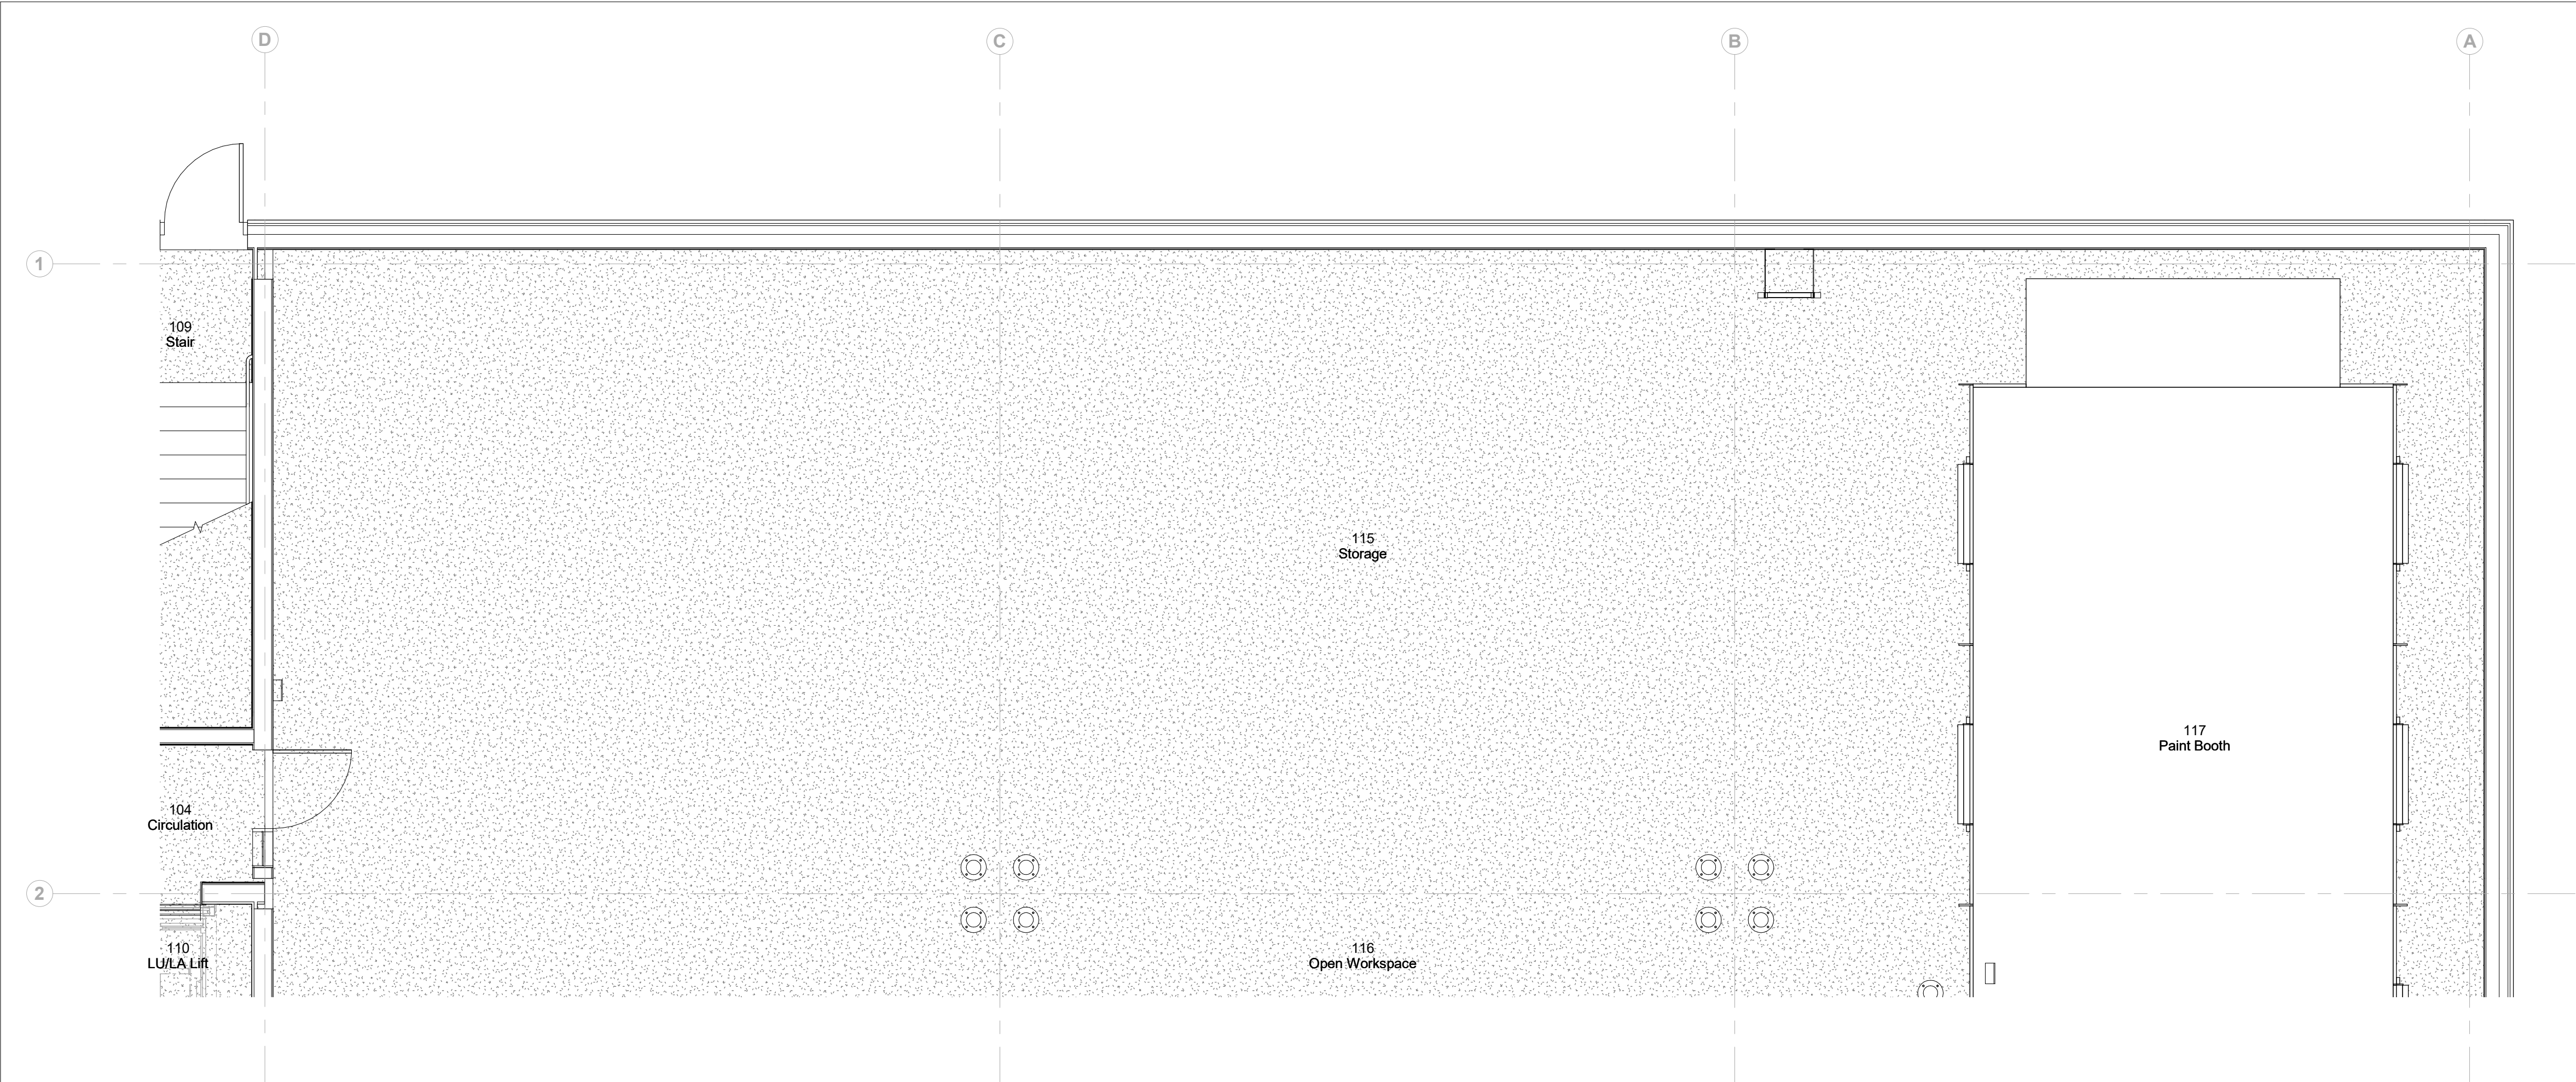 D
C
B
A
1
109
Stair
115
Storage
117
Paint Booth
104
Circulation
2
110
LU/LA Lift
116
Open Workspace